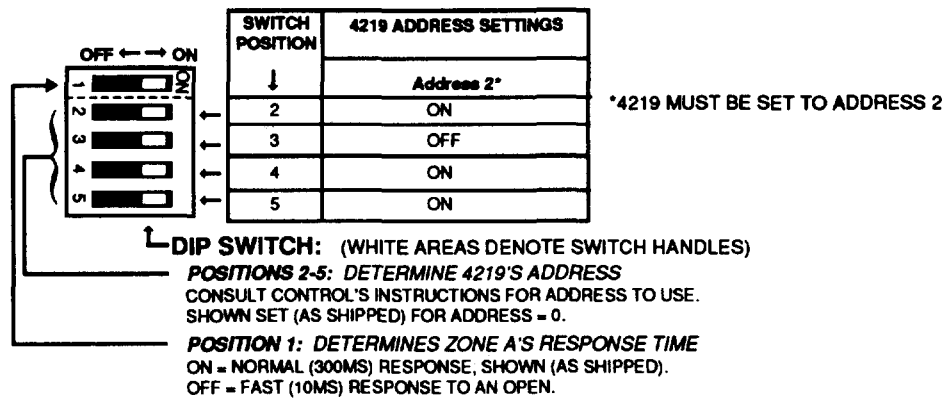 OFF ← → ON
ON
1
2
3
4
5
SWITCH POSITION ↓ 4219 ADDRESS SETTINGS
Address 2*
2 ON
3 OFF
4 ON
5 ON
*4219 MUST BE SET TO ADDRESS 2
DIP SWITCH: (WHITE AREAS DENOTE SWITCH HANDLES)
POSITIONS 2-5: DETERMINE 4219'S ADDRESS
CONSULT CONTROL'S INSTRUCTIONS FOR ADDRESS TO USE.
SHOWN SET (AS SHIPPED) FOR ADDRESS = 0.
POSITION 1: DETERMINES ZONE A'S RESPONSE TIME
ON = NORMAL (300MS) RESPONSE, SHOWN (AS SHIPPED).
OFF = FAST (10MS) RESPONSE TO AN OPEN.